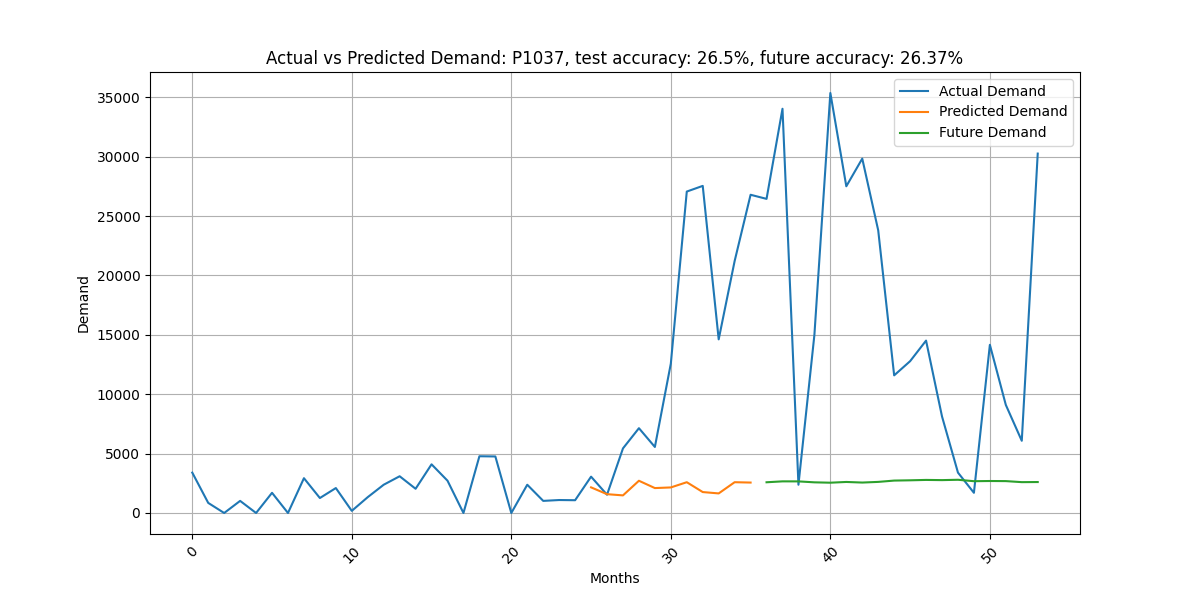 Actual vs Predicted Demand: P1037, test accuracy: 26.5%, future accuracy: 26.37%
Actual Demand
Predicted Demand
Future Demand
35000
30000
25000
20000
15000
10000
5000
0
Demand
0
10
20
30
40
50
Months